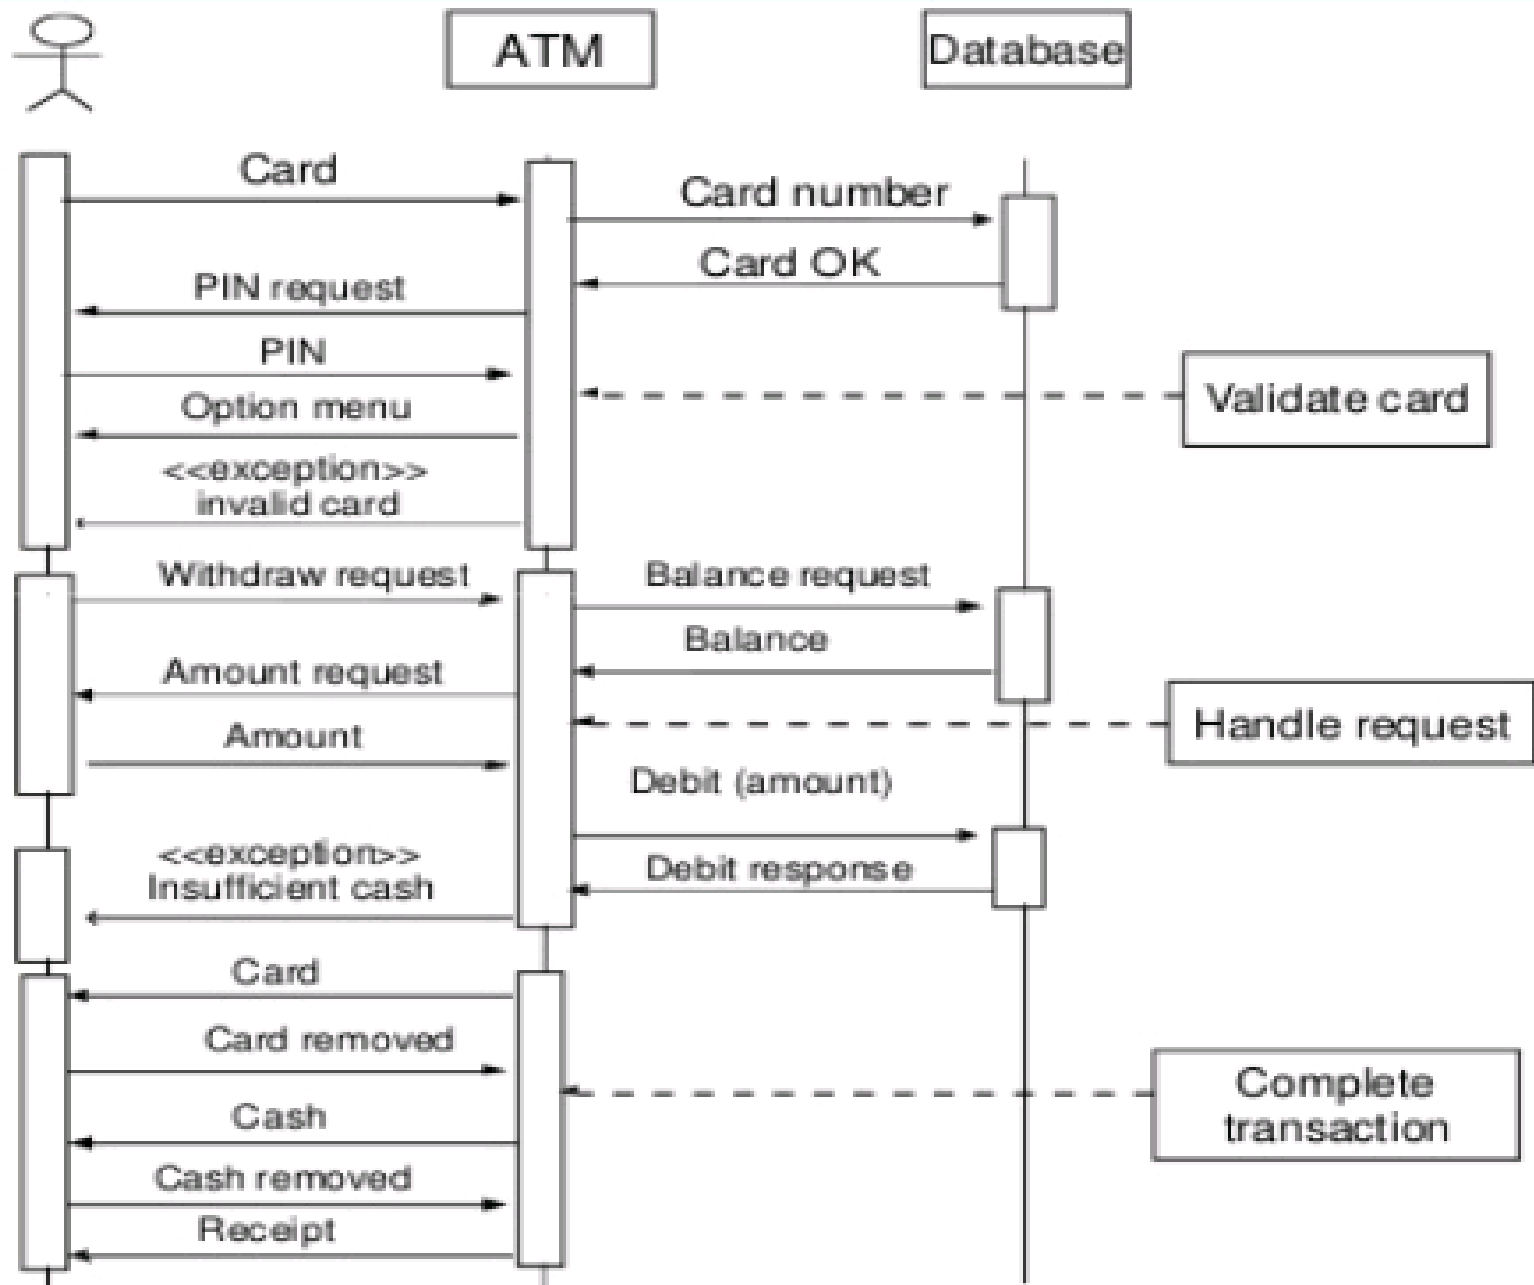 ATM
Database
Card
Card number
Card OK
PIN request
PIN
Validate card
Option menu
<<exception>>
invalid card
Withdraw request
Balance request
Balance
Amount request
Handle request
Amount
Debit (amount)
<<exception>>
Insufficient cash
Debit response
Card
Card removed
Complete
transaction
Cash
Cash removed
Receipt